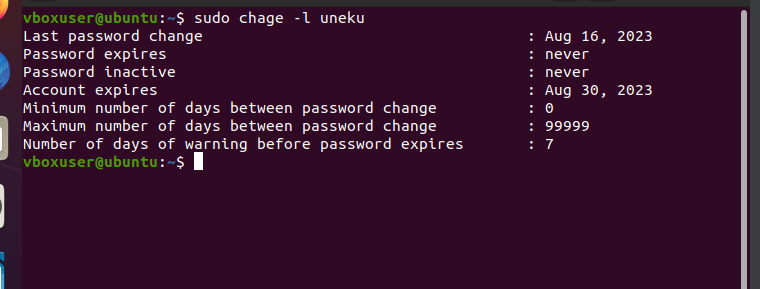 vboxuser@ubuntu:~$ sudo chage -l uneku
Last password change : Aug 16, 2023
Password expires : never
Password inactive : never
Account expires : Aug 30, 2023
Minimum number of days between password change : 0
Maximum number of days between password change : 99999
Number of days of warning before password expires : 7
vboxuser@ubuntu:~$